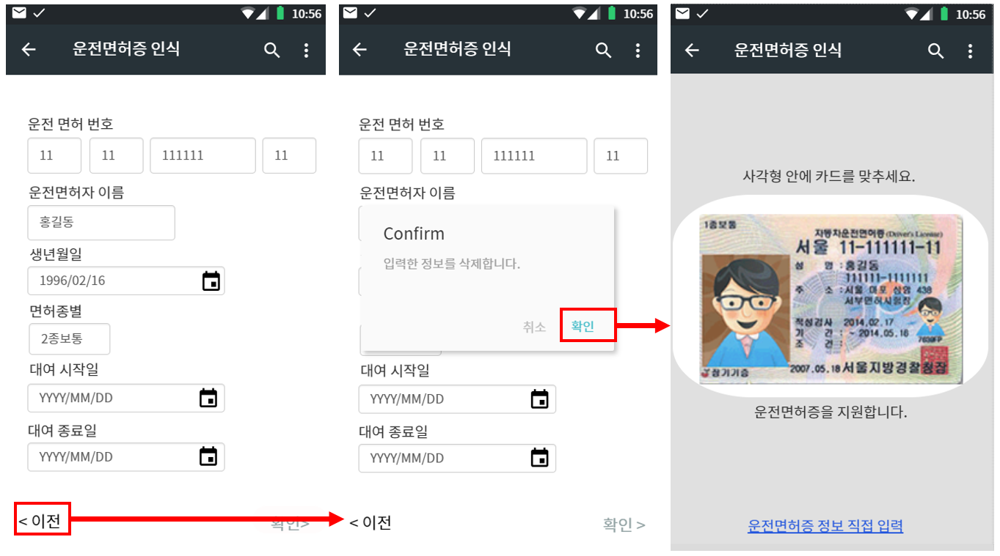 10:56
운전면허증 인식
운전 면허 번호
11 11 111111 11
운전면허자 이름
홍길동
생년월일
1996/02/16
면허종별
2종보통
대여 시작일
YYYY/MM/DD
대여 종료일
YYYY/MM/DD
< 이전 확인>
10:56
운전면허증 인식
운전 면허 번호
11 11 111111 11
운전면허자 이름
Confirm
입력한 정보를 삭제합니다.
취소 확인
대여 시작일
YYYY/MM/DD
대여 종료일
YYYY/MM/DD
< 이전 확인 >
10:56
운전면허증 인식
사각형 안에 카드를 맞추세요.
1종보통
자동차운전면허증 (Driver's License)
서울 11-111111-11
성 명 : 홍길동
111111-1111111
주 소 : 서울 마포 상암 438
서부면허시험장
적성검사 2014.02.17
기 간 : ~ 2014.05.18
조 건 :
2007.05.18 서울지방경찰청장
장기기증
운전면허증을 지원합니다.
운전면허증 정보 직접 입력